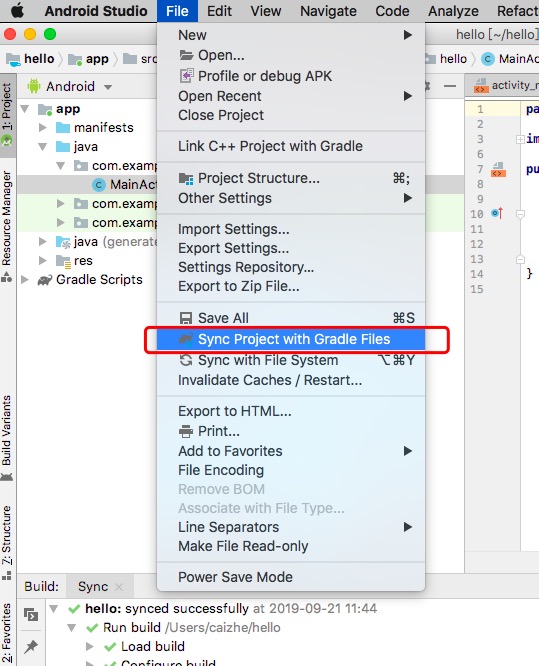 Android Studio File Edit View Navigate Code Analyze Refact
hello [~/hello]
hello app src hello MainA
1: Project
Resource Manager
Build Variants
Z: Structure
2: Favorites
Android
app
manifests
java
com.examp
MainAc
com.examp
com.examp
java (generate
res
Gradle Scripts
New
Open...
Profile or debug APK
Open Recent
Close Project
Link C++ Project with Gradle
Project Structure... ⌘;
Other Settings
Import Settings...
Export Settings...
Settings Repository...
Export to Zip File...
Save All ⌘S
Sync Project with Gradle Files
Sync with File System ⌥⌘Y
Invalidate Caches / Restart...
Export to HTML...
Print...
Add to Favorites
File Encoding
Remove BOM
Associate with File Type...
Line Separators
Make File Read-only
Power Save Mode
activity_m
1 pa
2
3 im
6
7 pu
8
9
10
12
13
14 }
15
Build: Sync
hello: synced successfully at 2019-09-21 11:44
Run build /Users/caizhe/hello
Load build
Configure build